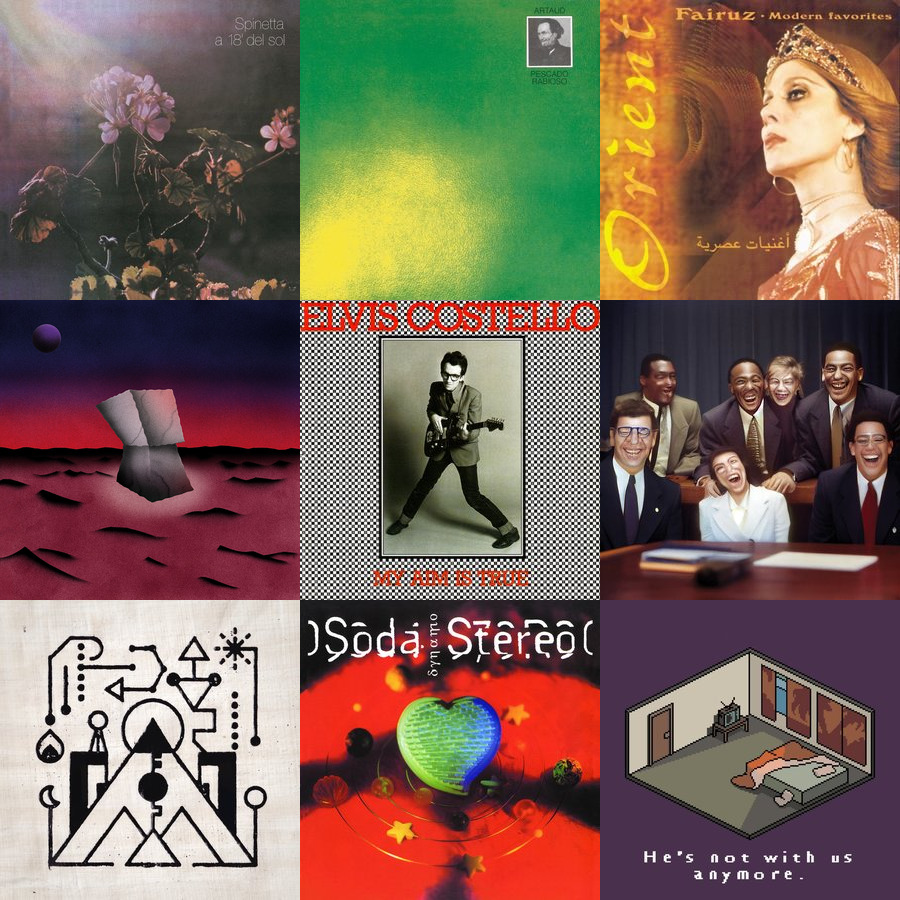 Spinetta
a 18' del sol
ARTAUD
PESCADO
RABIOSO
Fairuz · Modern favorites
Orient
أغنيات عصرية
ELVIS COSTELLO
MY AIM IS TRUE
)Soda Stereo(
dynamo
He's not with us
anymore.